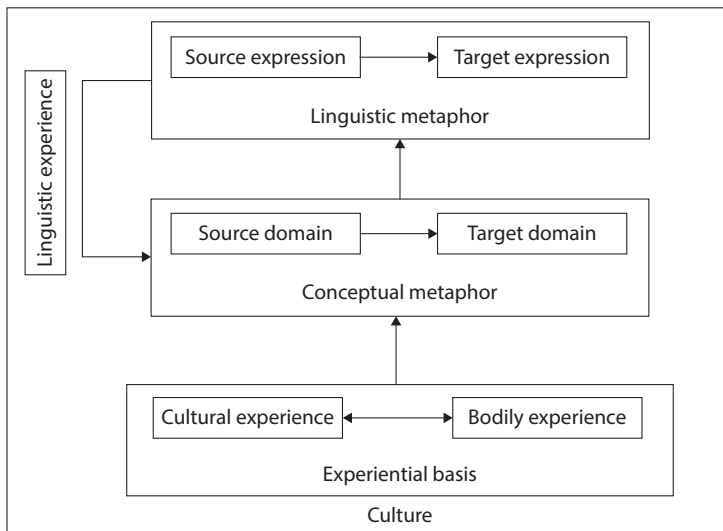 Source expression
Target expression
Linguistic metaphor
Linguistic experience
Source domain
Target domain
Conceptual metaphor
Cultural experience
Bodily experience
Experiential basis
Culture